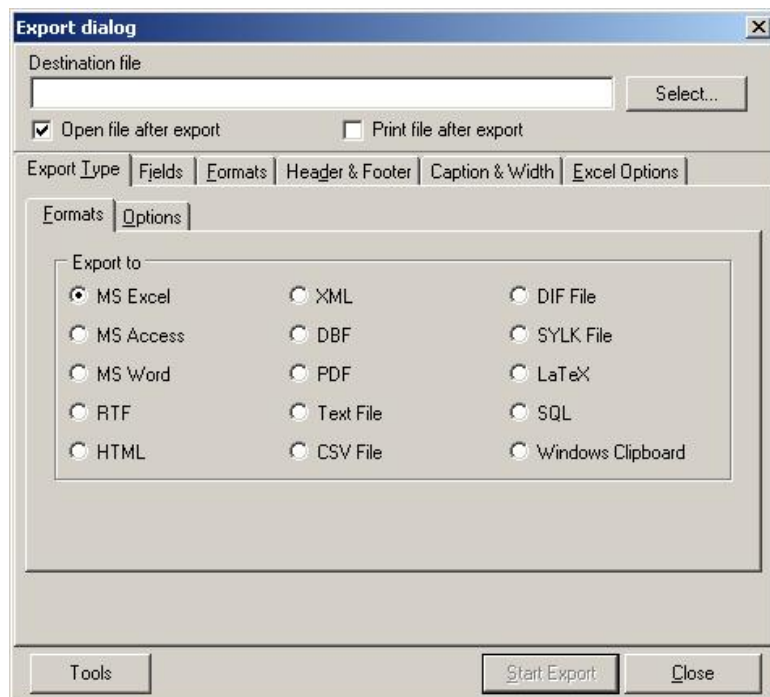 Export dialog
Destination file
Select...
Open file after export Print file after export
Export Type Fields Formats Header & Footer Caption & Width Excel Options
Formats Options
Export to
MS Excel XML DIF File
MS Access DBF SYLK File
MS Word PDF LaTeX
RTF Text File SQL
HTML CSV File Windows Clipboard
Tools Start Export Close